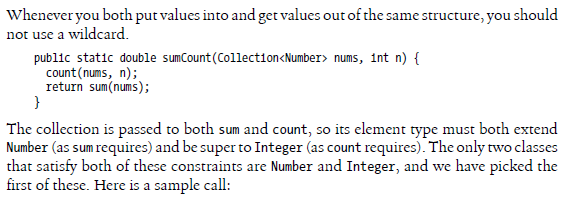 Whenever you both put values into and get values out of the same structure, you should
not use a wildcard.
public static double sumCount(Collection<Number> nums, int n) {
count(nums, n);
return sum(nums);
}
The collection is passed to both sum and count, so its element type must both extend
Number (as sum requires) and be super to Integer (as count requires). The only two classes
that satisfy both of these constraints are Number and Integer, and we have picked the
first of these. Here is a sample call: